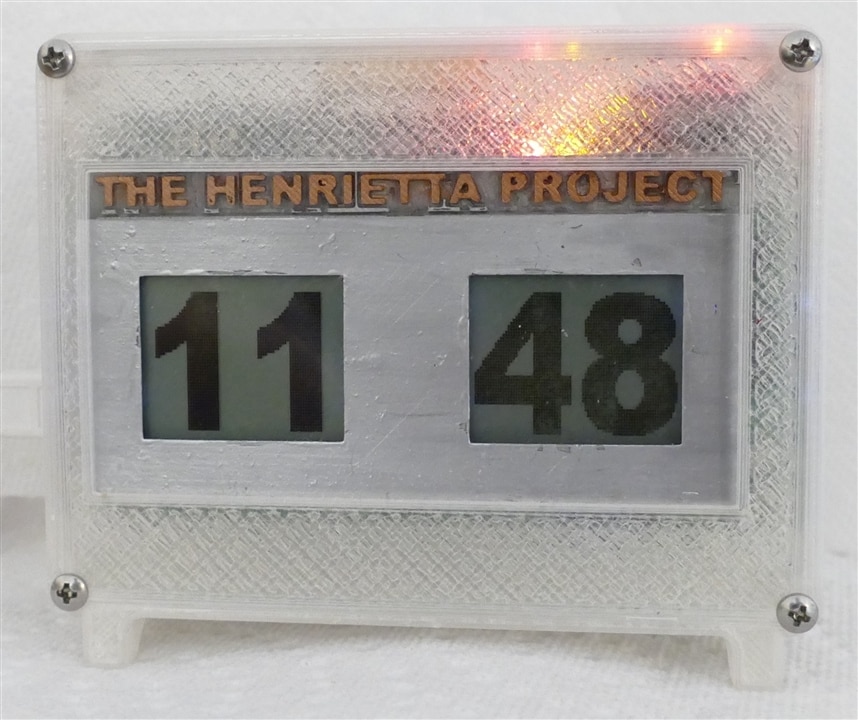 THE HENRIETTA PROJECT
11 48